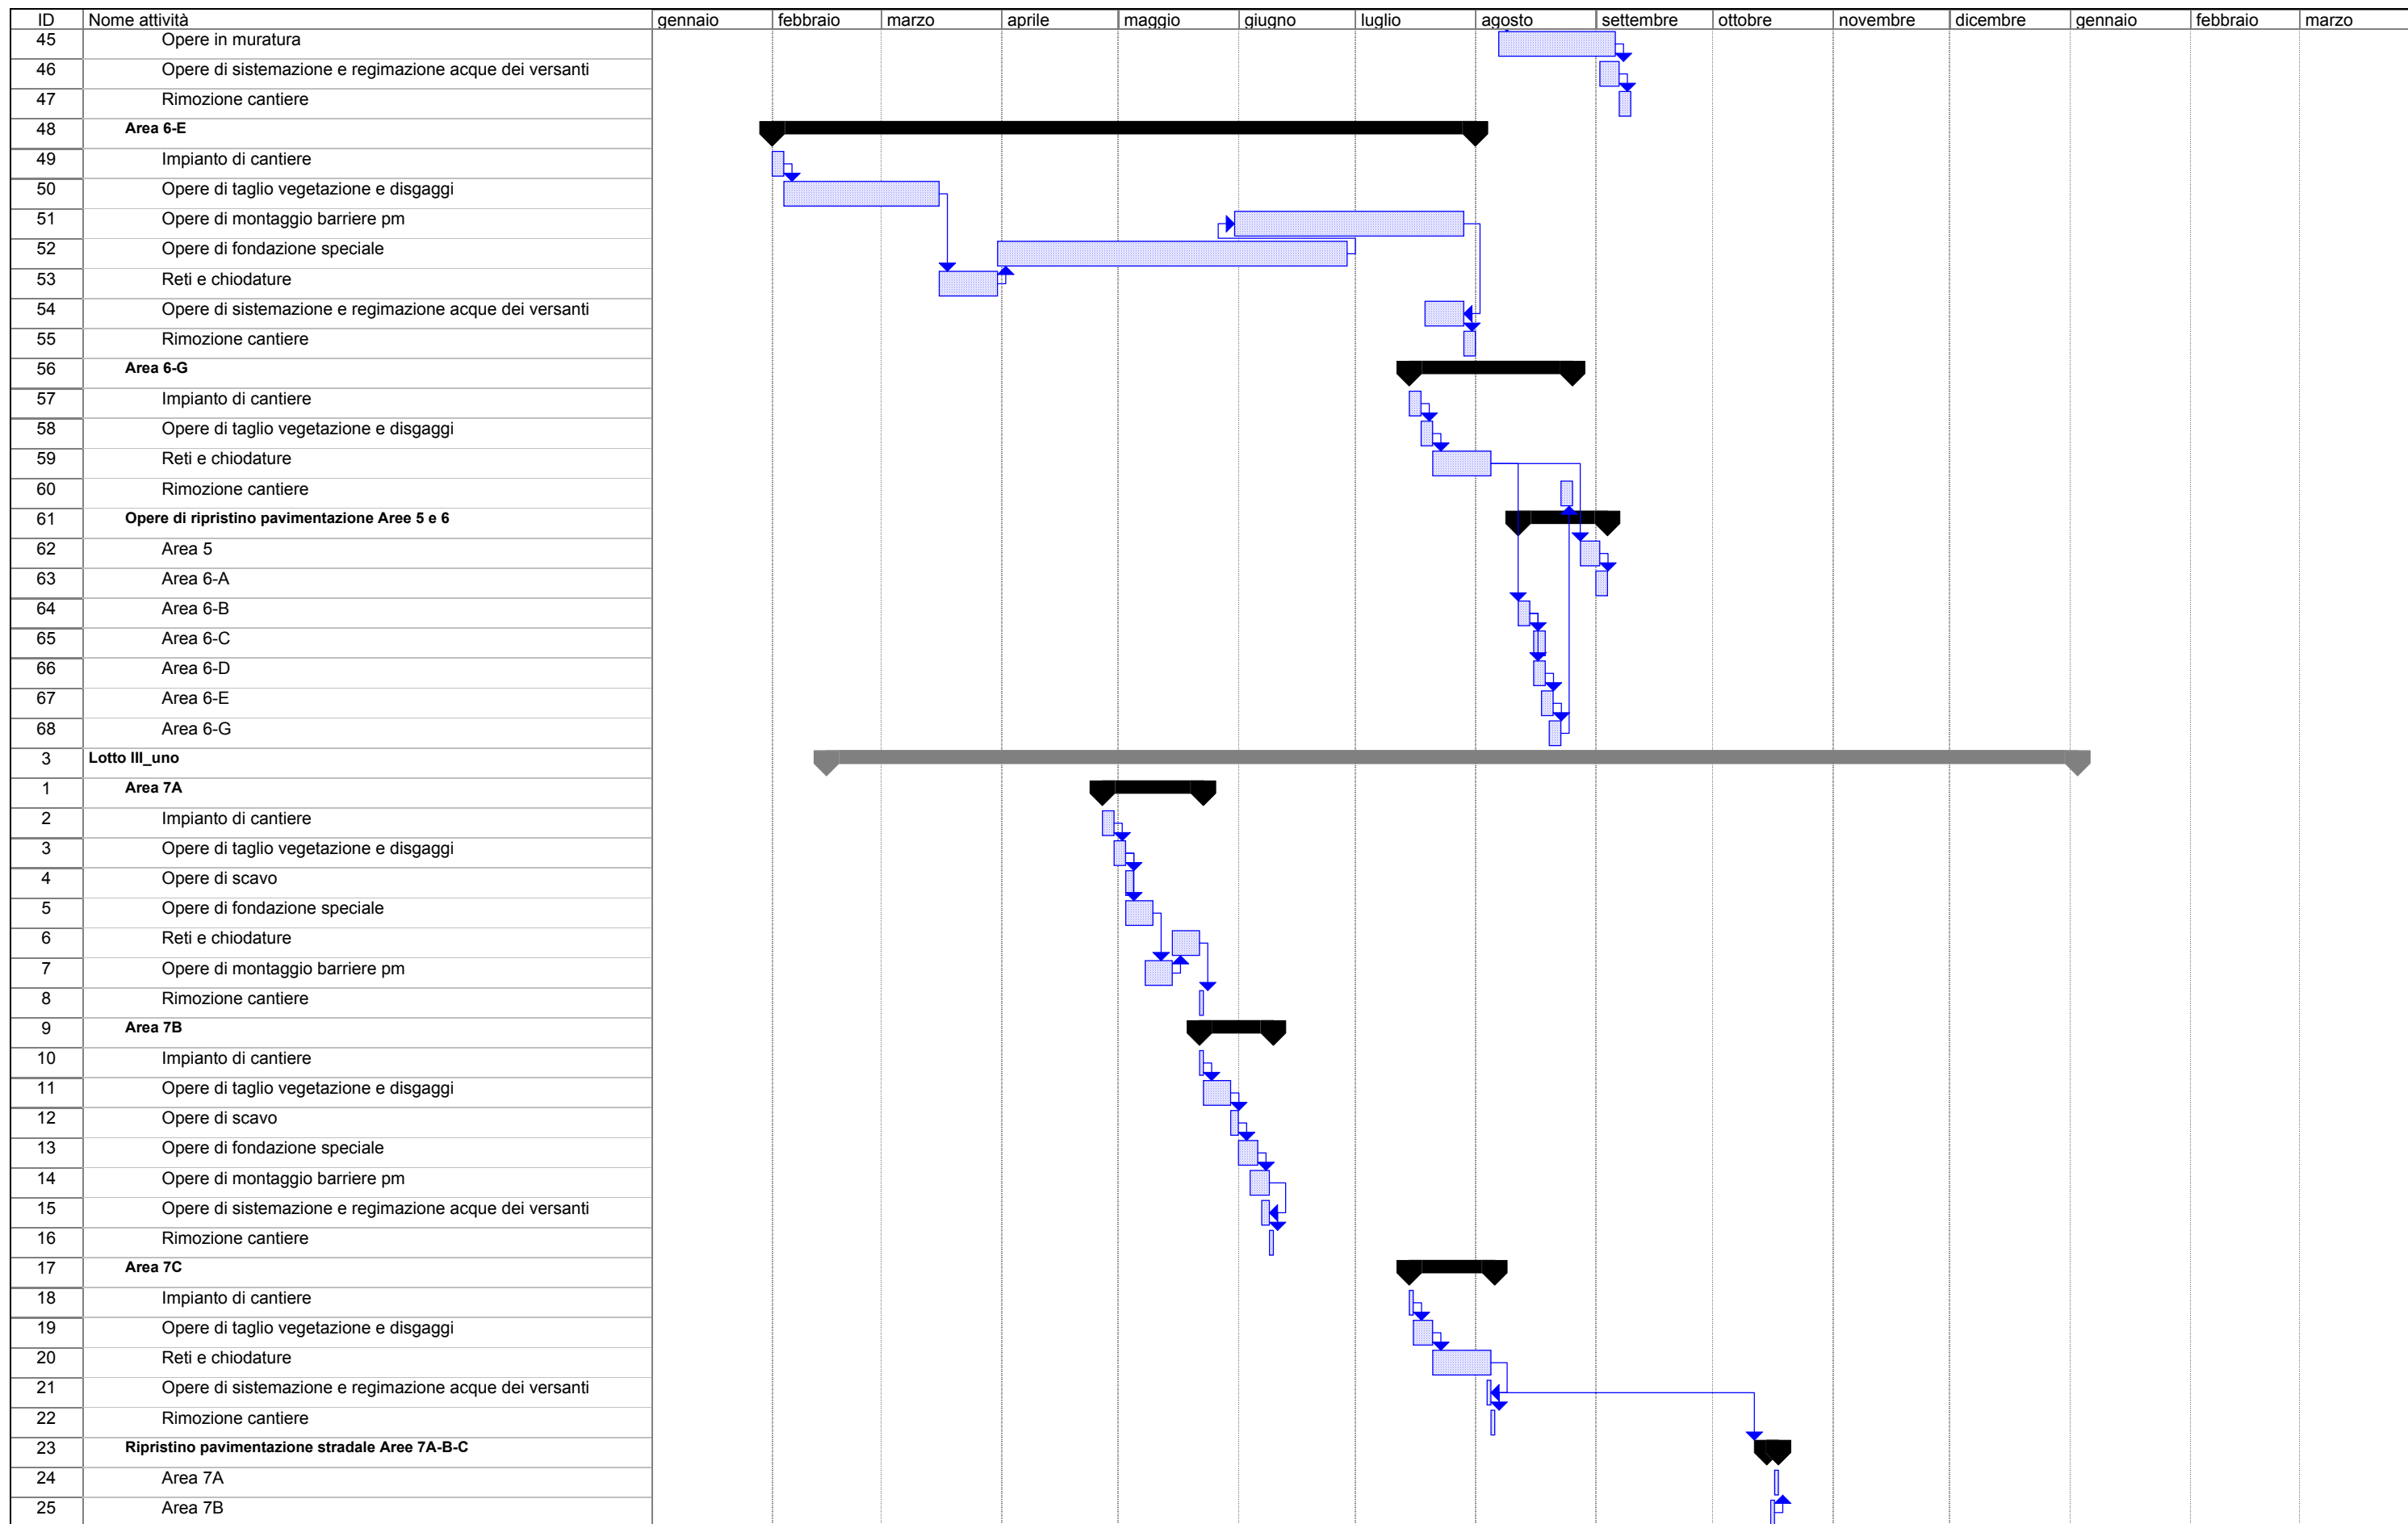 ID Nome attività gennaio febbraio marzo aprile maggio giugno luglio agosto settembre ottobre novembre dicembre gennaio febbraio marzo
45 Opere in muratura
46 Opere di sistemazione e regimazione acque dei versanti
47 Rimozione cantiere
48 Area 6-E
49 Impianto di cantiere
50 Opere di taglio vegetazione e disgaggi
51 Opere di montaggio barriere pm
52 Opere di fondazione speciale
53 Reti e chiodature
54 Opere di sistemazione e regimazione acque dei versanti
55 Rimozione cantiere
56 Area 6-G
57 Impianto di cantiere
58 Opere di taglio vegetazione e disgaggi
59 Reti e chiodature
60 Rimozione cantiere
61 Opere di ripristino pavimentazione Aree 5 e 6
62 Area 5
63 Area 6-A
64 Area 6-B
65 Area 6-C
66 Area 6-D
67 Area 6-E
68 Area 6-G
3 Lotto III_uno
1 Area 7A
2 Impianto di cantiere
3 Opere di taglio vegetazione e disgaggi
4 Opere di scavo
5 Opere di fondazione speciale
6 Reti e chiodature
7 Opere di montaggio barriere pm
8 Rimozione cantiere
9 Area 7B
10 Impianto di cantiere
11 Opere di taglio vegetazione e disgaggi
12 Opere di scavo
13 Opere di fondazione speciale
14 Opere di montaggio barriere pm
15 Opere di sistemazione e regimazione acque dei versanti
16 Rimozione cantiere
17 Area 7C
18 Impianto di cantiere
19 Opere di taglio vegetazione e disgaggi
20 Reti e chiodature
21 Opere di sistemazione e regimazione acque dei versanti
22 Rimozione cantiere
23 Ripristino pavimentazione stradale Aree 7A-B-C
24 Area 7A
25 Area 7B